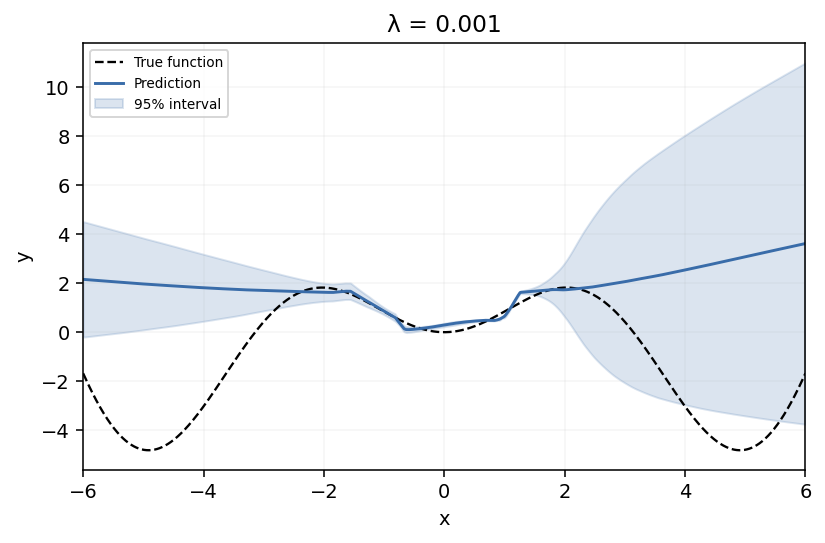 λ = 0.001
True function
Prediction
95% interval
10
8
6
4
2
0
−2
−4
y
−6 −4 −2 0 2 4 6
x